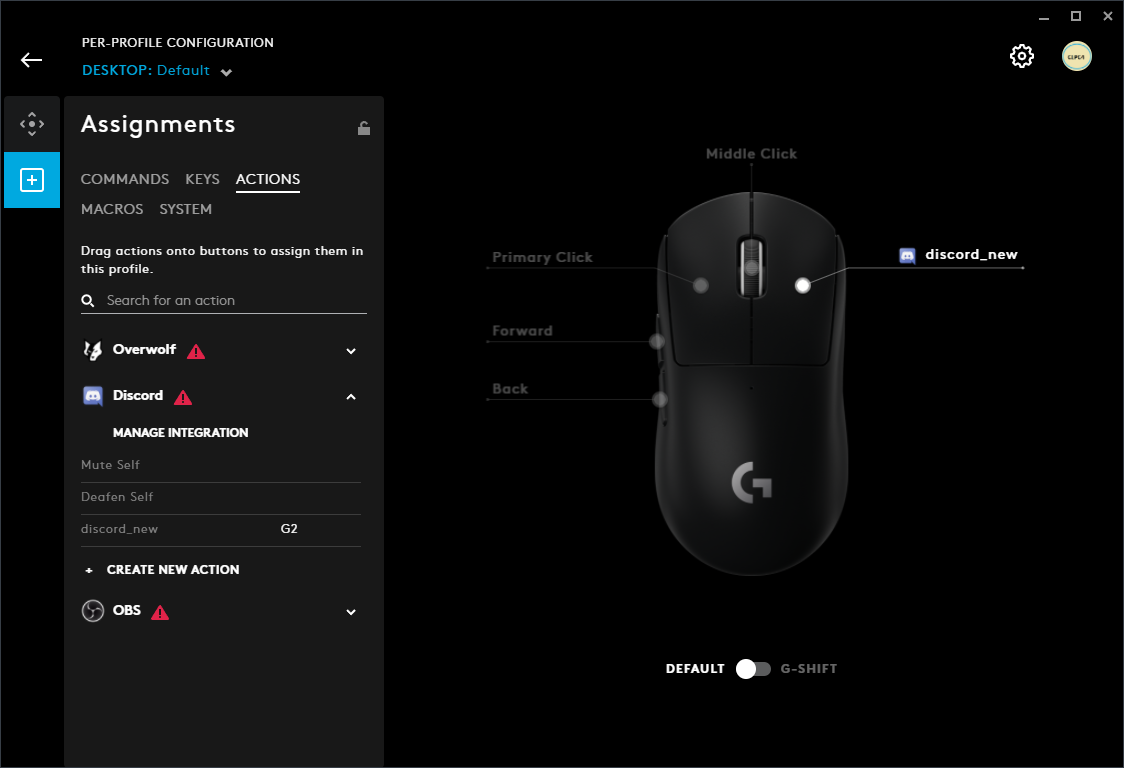 PER-PROFILE CONFIGURATION
DESKTOP: Default
Assignments
COMMANDS KEYS ACTIONS
MACROS SYSTEM
Drag actions onto buttons to assign them in
this profile.
Search for an action
Overwolf
Discord
MANAGE INTEGRATION
Mute Self
Deafen Self
discord_new G2
+ CREATE NEW ACTION
OBS
Middle Click
Primary Click
discord_new
Forward
Back
G
DEFAULT G-SHIFT